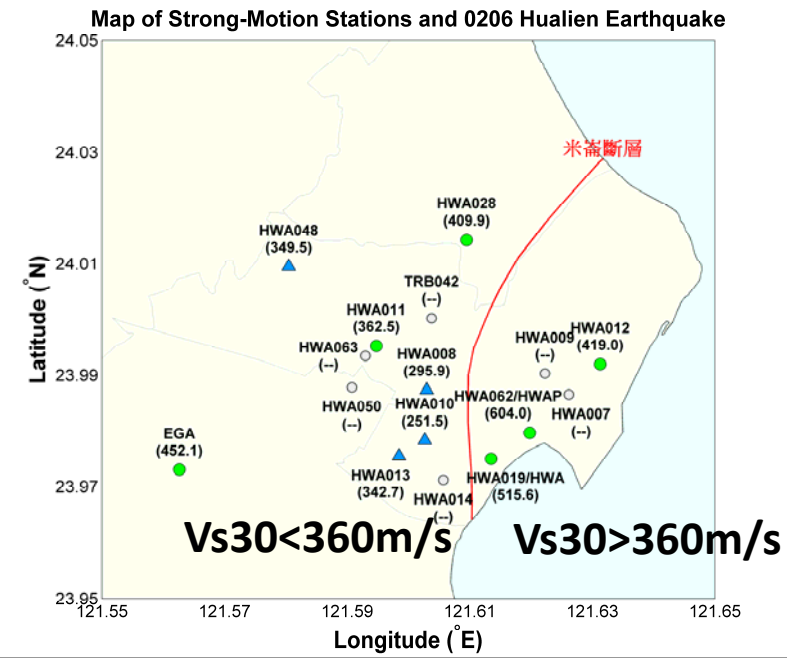 Map of Strong-Motion Stations and 0206 Hualien Earthquake
24.05
24.03
24.01
23.99
23.97
23.95
Latitude (°N)
米崙斷層
HWA028
(409.9)
HWA048
(349.5)
TRB042
(--)
HWA011
(362.5)
HWA063
(--)
HWA008
(295.9)
HWA009
(--)
HWA012
(419.0)
HWA050
(--)
HWA010
(251.5)
HWA062/HWAP
(604.0)
HWA007
(--)
EGA
(452.1)
HWA013
(342.7)
HWA014
(--)
HWA019/HWA
(515.6)
Vs30<360m/s
Vs30>360m/s
121.55
121.57
121.59
121.61
121.63
121.65
Longitude (°E)